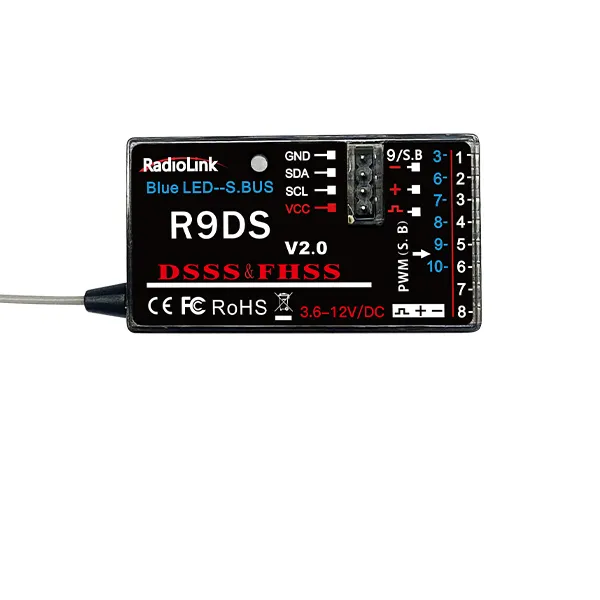 RadioLink
Blue LED--S.BUS
R9DS
V2.0
DSSS&FHSS
CE FC RoHS
3.6-12V/DC
GND
SDA
SCL
VCC
9/S.B
-
+
PWM(S. B)
+ -
3- 1
6- 2
7- 3
8- 4
9- 5
10- 6
7
8-